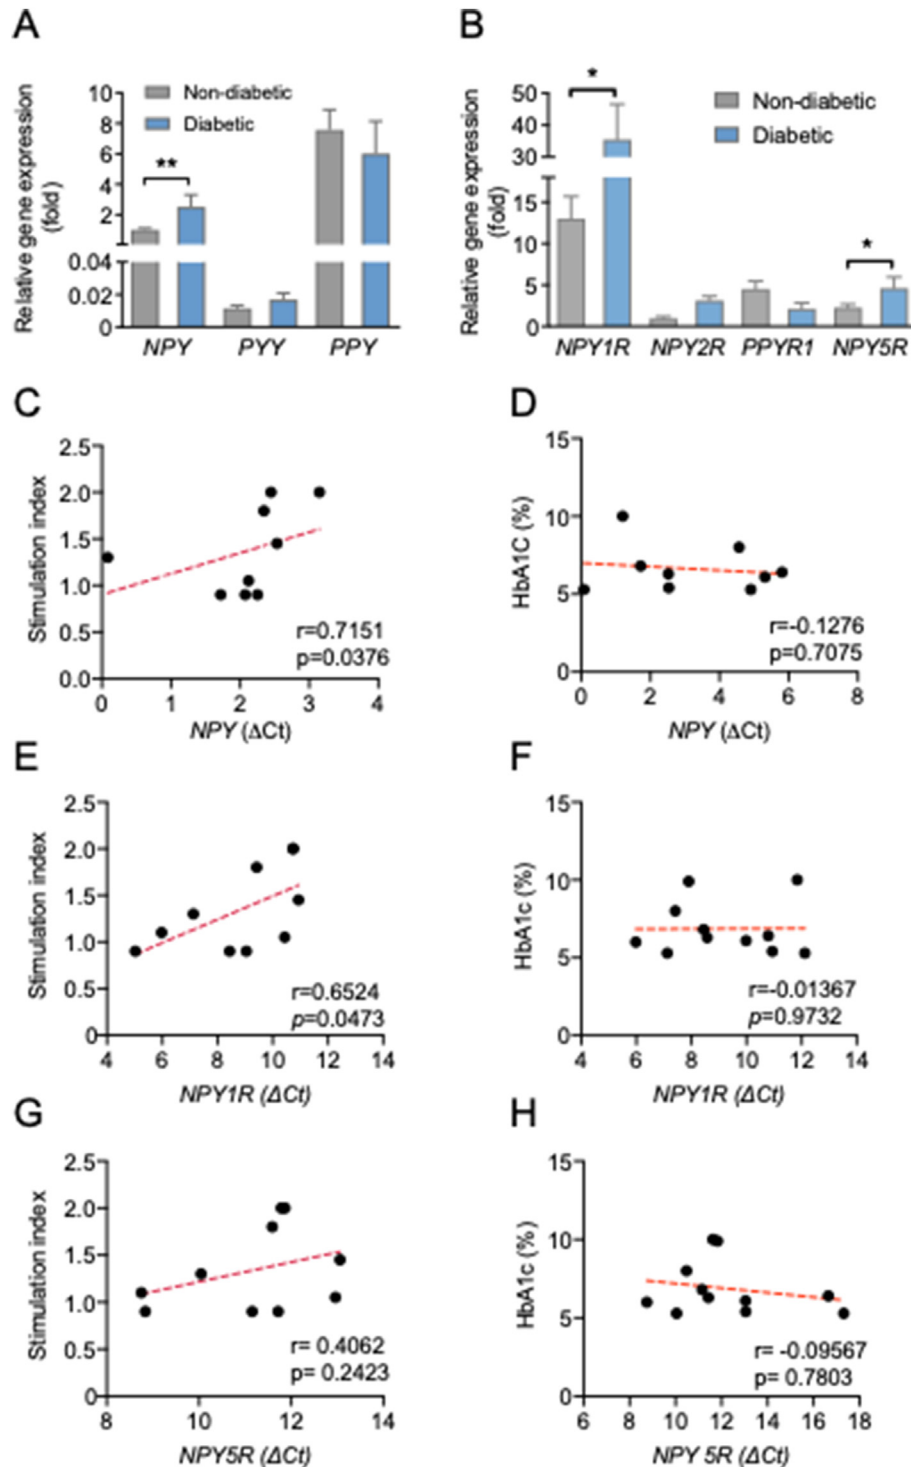 A
Relative gene expression
(fold)
Non-diabetic
Diabetic
10
8
6
4
2
0.04
0.02
0
**
NPY PYY PPY
B
Relative gene expression
(fold)
Non-diabetic
Diabetic
50
40
30
15
10
5
0
*
*
NPY1R NPY2R PPYR1 NPY5R
C
Stimulation index
2.5
2.0
1.5
1.0
0.5
0.0
r=0.7151
p=0.0376
0 1 2 3 4
NPY (ΔCt)
D
HbA1C (%)
15
10
5
0
r=-0.1276
p=0.7075
0 2 4 6 8
NPY (ΔCt)
E
Stimulation index
2.5
2.0
1.5
1.0
0.5
0
r=0.6524
p=0.0473
4 6 8 10 12 14
NPY1R (ΔCt)
F
HbA1c (%)
15
10
5
0
r=-0.01367
p=0.9732
4 6 8 10 12 14
NPY1R (ΔCt)
G
Stimulation index
2.5
2.0
1.5
1.0
0.5
0
r= 0.4062
p= 0.2423
8 10 12 14
NPY5R (ΔCt)
H
HbA1c (%)
15
10
5
0
r= -0.09567
p= 0.7803
6 8 10 12 14 16 18
NPY 5R (ΔCt)